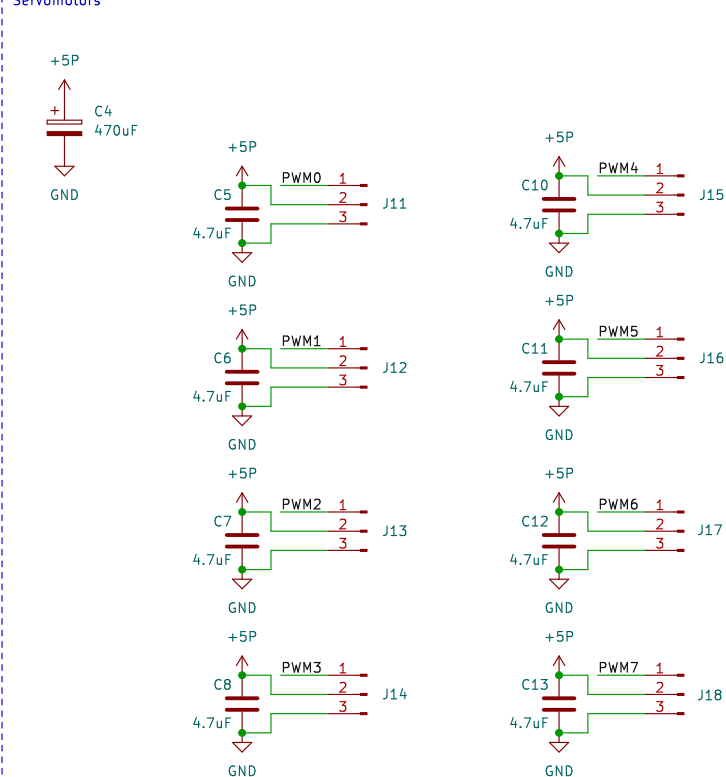 Servomotors
+5P
+
C4
470uF
GND
+5P
C5
4.7uF
GND
PWM0
1
2
3
J11
+5P
C10
4.7uF
GND
PWM4
1
2
3
J15
+5P
C6
4.7uF
GND
PWM1
1
2
3
J12
+5P
C11
4.7uF
GND
PWM5
1
2
3
J16
+5P
C7
4.7uF
GND
PWM2
1
2
3
J13
+5P
C12
4.7uF
GND
PWM6
1
2
3
J17
+5P
C8
4.7uF
GND
PWM3
1
2
3
J14
+5P
C13
4.7uF
GND
PWM7
1
2
3
J18